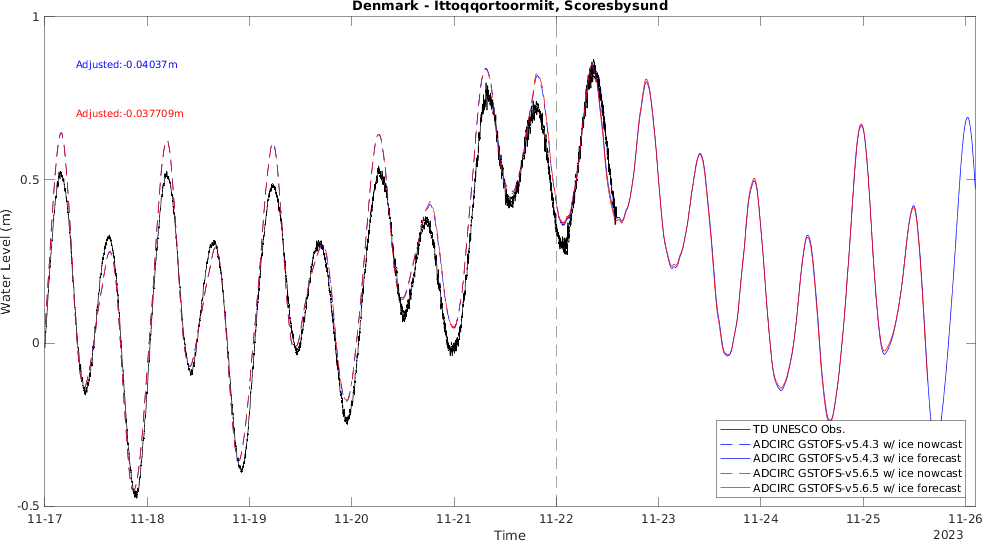 Denmark - Ittoqqortoormiit, Scoresbysund
1
Adjusted:-0.04037m
Adjusted:-0.037709m
0.5
Water Level (m)
0
TD UNESCO Obs.
ADCIRC GSTOFS-v5.4.3 w/ ice nowcast
ADCIRC GSTOFS-v5.4.3 w/ ice forecast
ADCIRC GSTOFS-v5.6.5 w/ ice nowcast
ADCIRC GSTOFS-v5.6.5 w/ ice forecast
-0.5
11-17 11-18 11-19 11-20 11-21 11-22 11-23 11-24 11-25 11-26
Time
2023